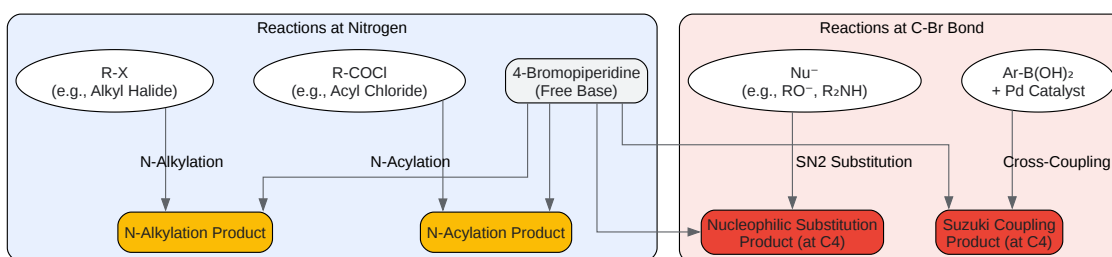 Reactions at Nitrogen
R-X
(e.g., Alkyl Halide)
R-COCl
(e.g., Acyl Chloride)
4-Bromopiperidine
(Free Base)
N-Alkylation
N-Acylation
N-Alkylation Product
N-Acylation Product
Reactions at C-Br Bond
Nu⁻
(e.g., RO⁻, R₂NH)
Ar-B(OH)₂
+ Pd Catalyst
SN2 Substitution
Cross-Coupling
Nucleophilic Substitution
Product (at C4)
Suzuki Coupling
Product (at C4)